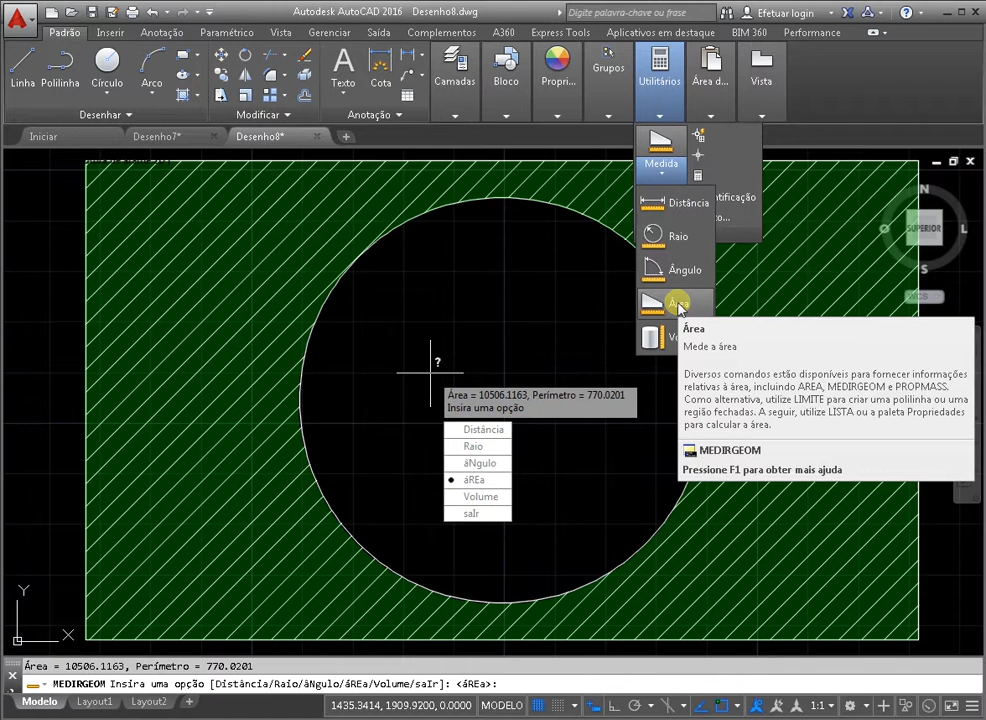 Autodesk AutoCAD 2016 Desenho8.dwg
Digite palavra-chave ou frase
Efetuar login
Padrão Inserir Anotação Paramétrico Vista Gerenciar Saída Complementos A360 Express Tools Aplicativos em destaque BIM 360 Performance
Linha Polilinha Círculo Arco Texto Cota Camadas Bloco Propri... Grupos Utilitários Área d... Vista
Desenhar Modificar Anotação
Iniciar Desenho7* Desenho8*
Medida
Distância
Raio
Ângulo
Área
N
O SUPERIOR L
S
WCS
Área
Mede a área
Diversos comandos estão disponíveis para fornecer informações
relativas à área, incluindo AREA, MEDIRGEOM e PROPMASS.
Como alternativa, utilize LIMITE para criar uma polilinha ou uma
região fechadas. A seguir, utilize LISTA ou a paleta Propriedades
para calcular a área.
MEDIRGEOM
Pressione F1 para obter mais ajuda
?
Área = 10506.1163, Perímetro = 770.0201
Insira uma opção
Distância
Raio
âNgulo
áREa
Volume
saIr
Y
X
Área = 10506.1163, Perímetro = 770.0201
MEDIRGEOM Insira uma opção [Distância/Raio/âNgulo/áREa/Volume/saIr]: <áREa>:
Modelo Layout1 Layout2 +
1435.3414, 1909.9200, 0.0000 MODELO 1:1